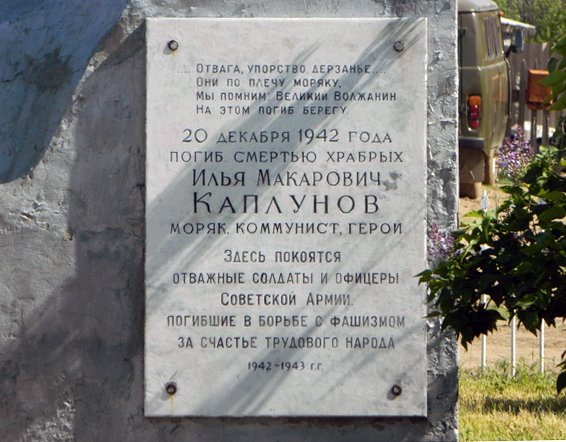 ... Отвага, упорство, дерзанье...
Они по плечу моряку.
Мы помним: Великий Волжанин
На этом погиб берегу.
20 декабря 1942 года
погиб смертью храбрых
Илья Макарович
Каплунов
моряк, коммунист, герой.
Здесь покоятся
отважные солдаты и офицеры
Советской Армии,
погибшие в борьбе с фашизмом
за счастье трудового народа
1942-1943 г.г.